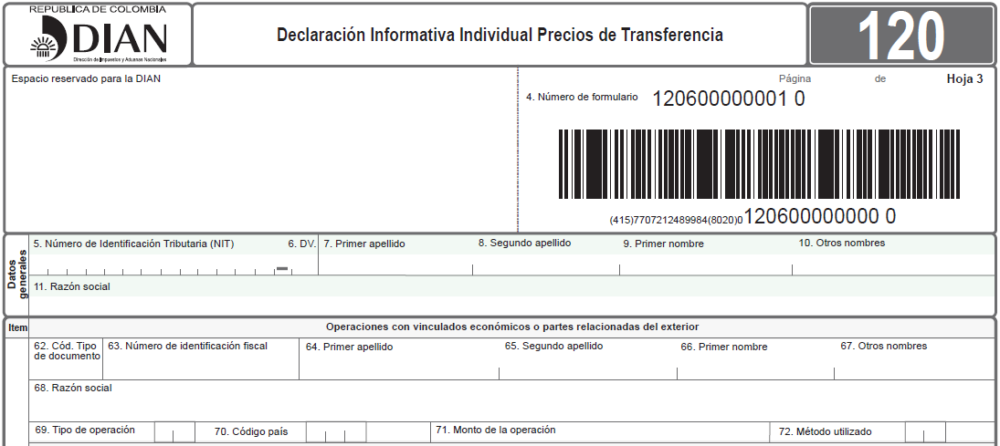 REPUBLICA DE COLOMBIA
DIAN
Dirección de Impuestos y Aduanas Nacionales
Declaración Informativa Individual Precios de Transferencia
120
Espacio reservado para la DIAN
Página de Hoja 3
4. Número de formulario 120600000001 0
(415)7707212489984(8020)0120600000000 0
Datos generales
5. Número de Identificación Tributaria (NIT) 6. DV. 7. Primer apellido 8. Segundo apellido 9. Primer nombre 10. Otros nombres
11. Razón social
Item Operaciones con vinculados económicos o partes relacionadas del exterior
62. Cód. Tipo de documento 63. Número de identificación fiscal 64. Primer apellido 65. Segundo apellido 66. Primer nombre 67. Otros nombres
68. Razón social
69. Tipo de operación 70. Código país 71. Monto de la operación 72. Método utilizado